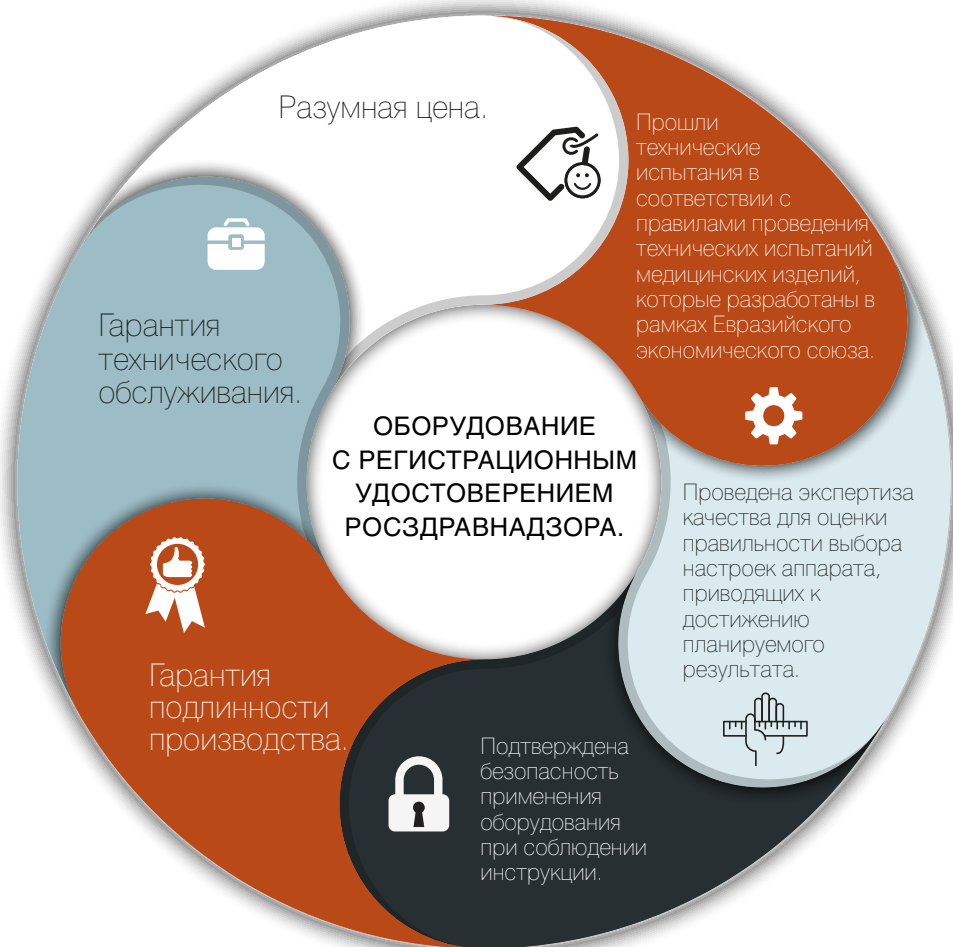 Разумная цена.
Прошли
технические
испытания в
соответствии с
правилами проведения
технических испытаний
медицинских изделий,
которые разработаны в
рамках Евразийского
экономического союза.
Гарантия
технического
обслуживания.
ОБОРУДОВАНИЕ
С РЕГИСТРАЦИОННЫМ
УДОСТОВЕРЕНИЕМ
РОСЗДРАВНАДЗОРА.
Проведена экспертиза
качества для оценки
правильности выбора
настроек аппарата,
приводящих к
достижению
планируемого
результата.
Гарантия
подлинности
производства.
Подтверждена
безопасность
применения
оборудования
при соблюдении
инструкции.